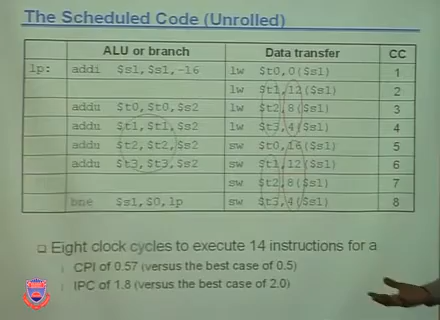 The Scheduled Code (Unrolled)
ALU or branch Data transfer CC
lp: addi $s1,$s1,-16 lw $t0,0($s1) 1
lw $t1,12($s1) 2
addu $t0,$t0,$s2 lw $t2,8($s1) 3
addu $t1,$t1,$s2 lw $t3,4($s1) 4
addu $t2,$t2,$s2 sw $t0,16($s1) 5
addu $t3,$t3,$s2 sw $t1,12($s1) 6
sw $t2,8($s1) 7
bne $s1,$0,lp sw $t3,4($s1) 8
Eight clock cycles to execute 14 instructions for a
CPI of 0.57 (versus the best case of 0.5)
IPC of 1.8 (versus the best case of 2.0)